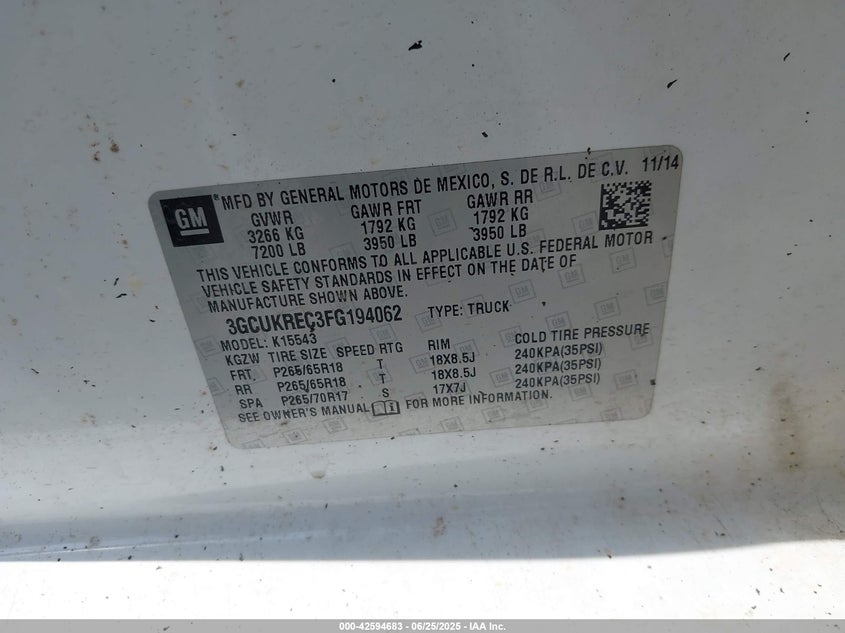 GM
MFD BY GENERAL MOTORS DE MEXICO, S. DE R.L. DE C.V. 11/14
GVWR GAWR FRT GAWR RR
3266 KG 1792 KG 1792 KG
7200 LB 3950 LB 3950 LB
THIS VEHICLE CONFORMS TO ALL APPLICABLE U.S. FEDERAL MOTOR
VEHICLE SAFETY STANDARDS IN EFFECT ON THE DATE OF
MANUFACTURE SHOWN ABOVE.
3GCUKREC3FG194062 TYPE: TRUCK
MODEL: K15543
KGZW TIRE SIZE SPEED RTG RIM COLD TIRE PRESSURE
FRT P265/65R18 T 18X8.5J 240KPA(35PSI)
RR P265/65R18 T 18X8.5J 240KPA(35PSI)
SPA P265/70R17 S 17X7J 240KPA(35PSI)
SEE OWNER'S MANUAL FOR MORE INFORMATION.
000-42594683 - 06/25/2025 - IAA Inc.